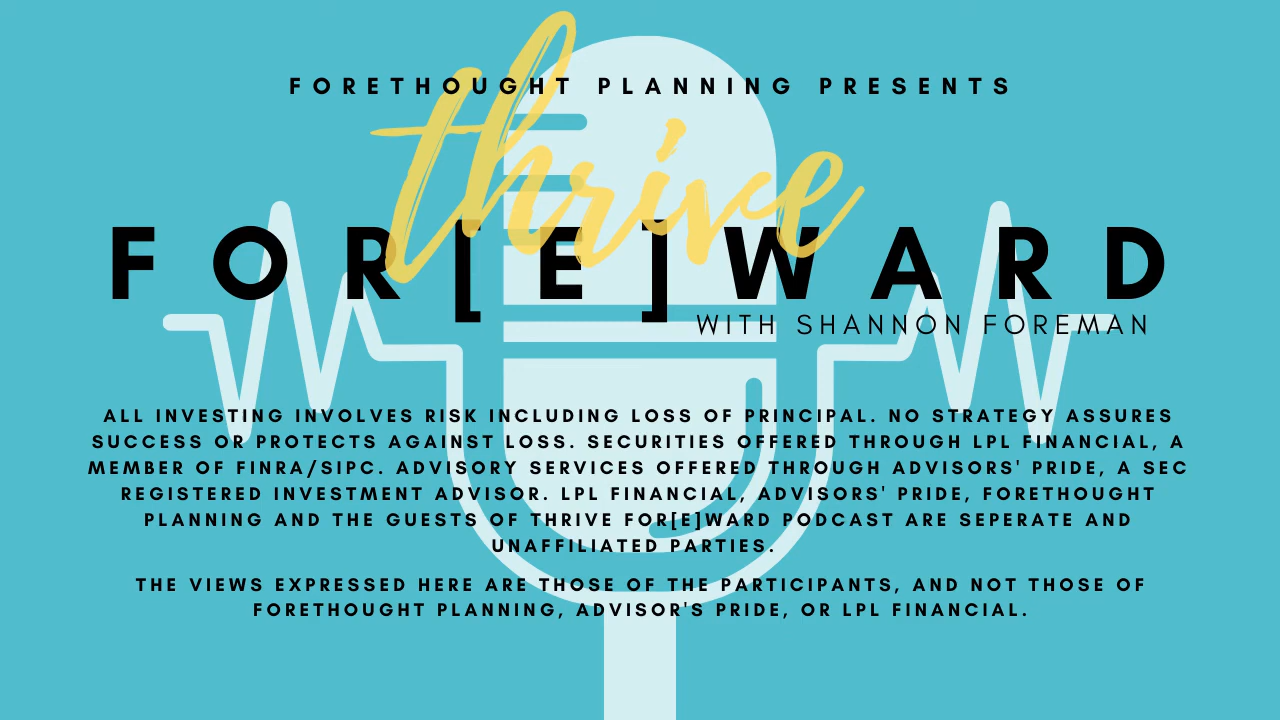 FORETHOUGHT PLANNING PRESENTS
thrive
FOR[E]WARD
WITH SHANNON FOREMAN
ALL INVESTING INVOLVES RISK INCLUDING LOSS OF PRINCIPAL. NO STRATEGY ASSURES
SUCCESS OR PROTECTS AGAINST LOSS. SECURITIES OFFERED THROUGH LPL FINANCIAL, A
MEMBER OF FINRA/SIPC. ADVISORY SERVICES OFFERED THROUGH ADVISORS' PRIDE, A SEC
REGISTERED INVESTMENT ADVISOR. LPL FINANCIAL, ADVISORS' PRIDE, FORETHOUGHT
PLANNING AND THE GUESTS OF THRIVE FOR[E]WARD PODCAST ARE SEPERATE AND
UNAFFILIATED PARTIES.
THE VIEWS EXPRESSED HERE ARE THOSE OF THE PARTICIPANTS, AND NOT THOSE OF
FORETHOUGHT PLANNING, ADVISOR'S PRIDE, OR LPL FINANCIAL.